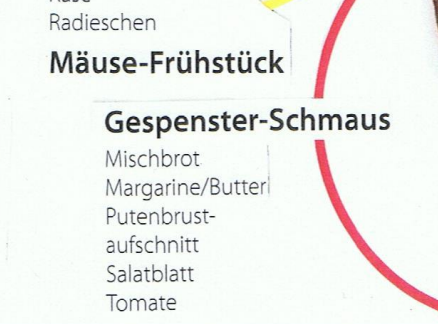 Radieschen
Mäuse-Frühstück
Gespenster-Schmaus
Mischbrot
Margarine/Butter
Putenbrust-
aufschnitt
Salatblatt
Tomate